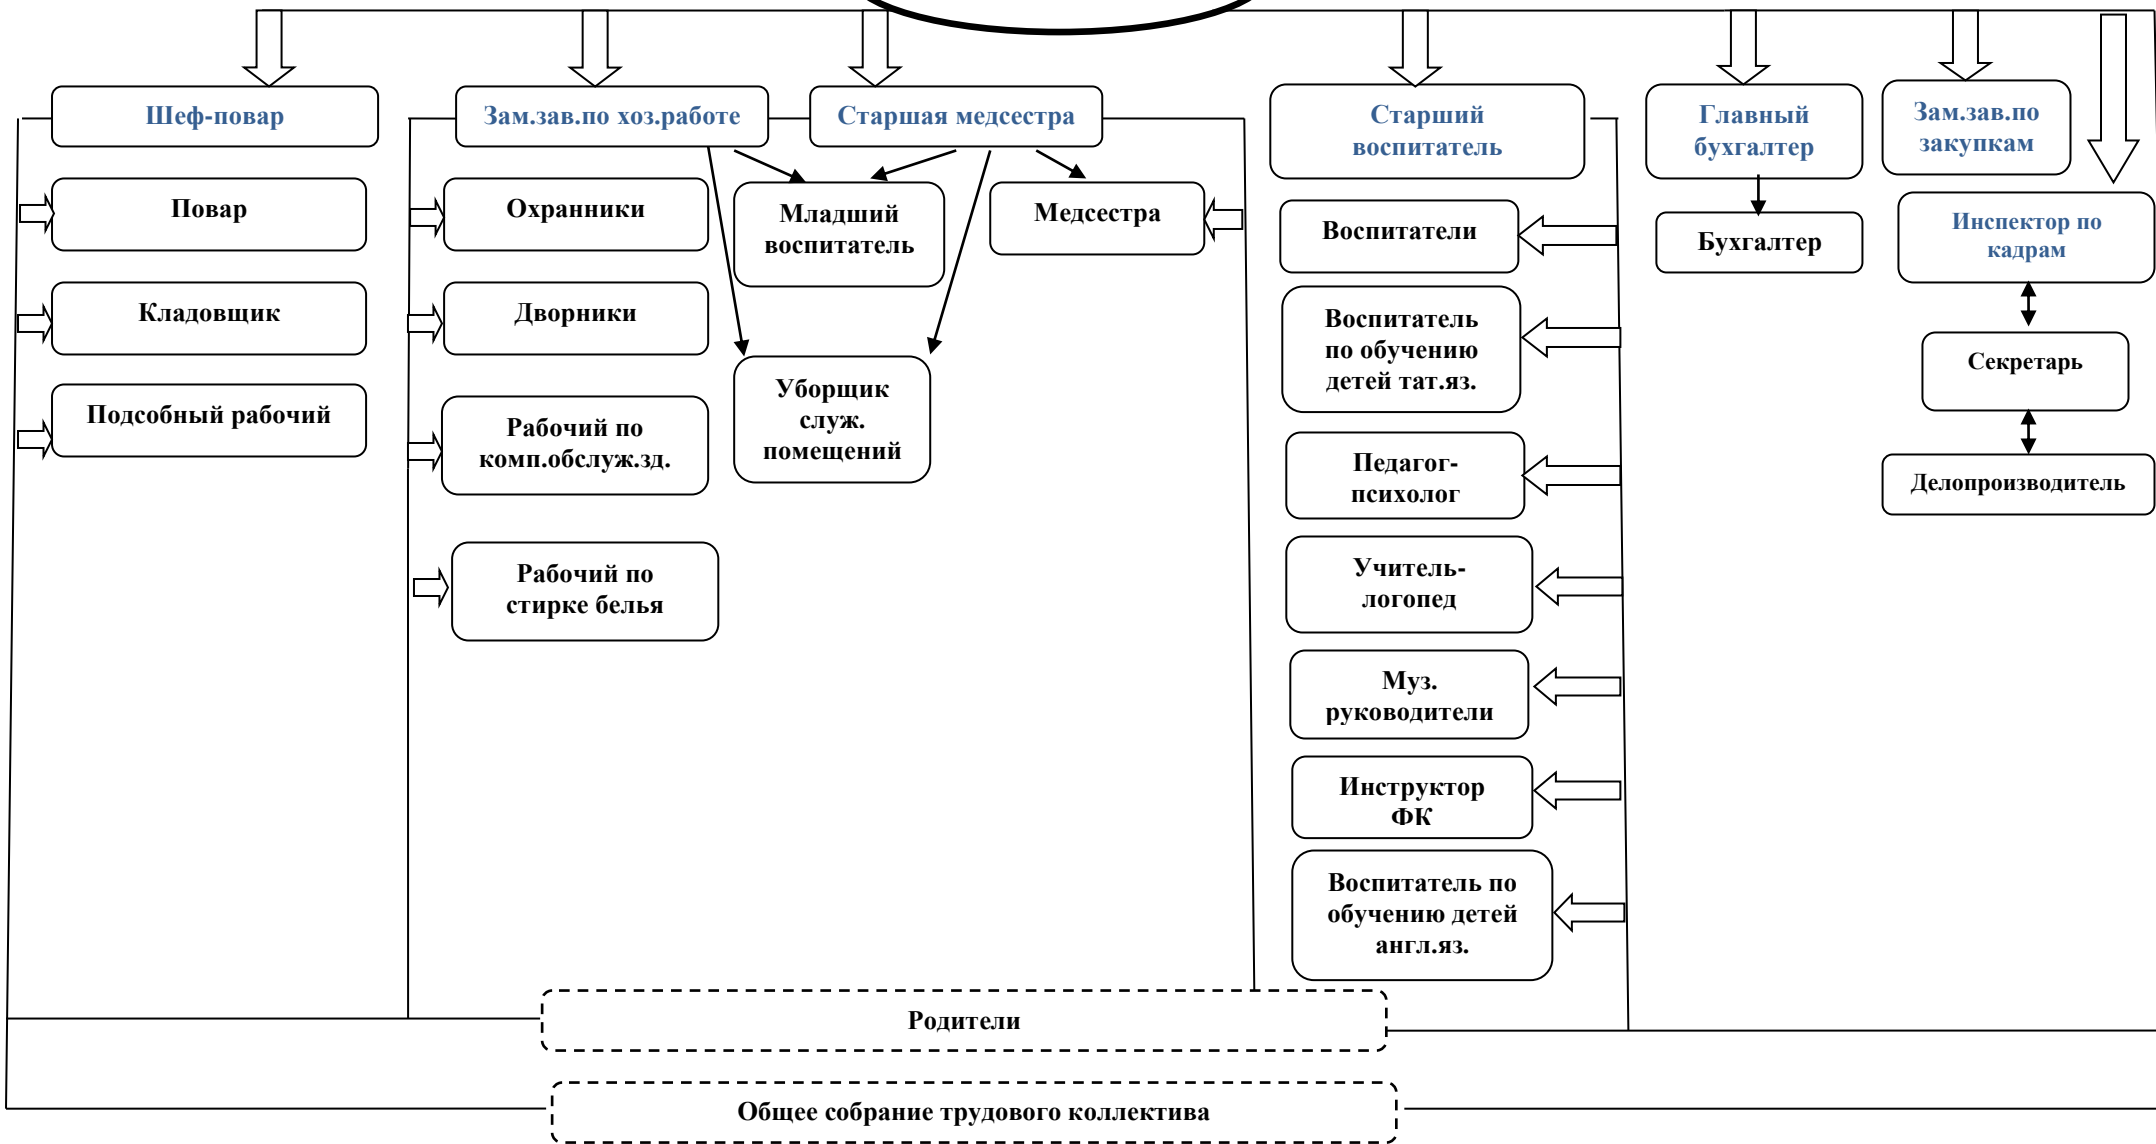 Шеф-повар
Зам.зав.по хоз.работе
Старшая медсестра
Старший
воспитатель
Главный
бухгалтер
Зам.зав.по
закупкам
Повар
Кладовщик
Подсобный рабочий
Охранники
Дворники
Рабочий по
комп.обслуж.зд.
Рабочий по
стирке белья
Младший
воспитатель
Уборщик
служ.
помещений
Медсестра
Воспитатели
Воспитатель
по обучению
детей тат.яз.
Педагог-
психолог
Учитель-
логопед
Муз.
руководители
Инструктор
ФК
Воспитатель по
обучению детей
англ.яз.
Бухгалтер
Инспектор по
кадрам
Секретарь
Делопроизводитель
Родители
Общее собрание трудового коллектива